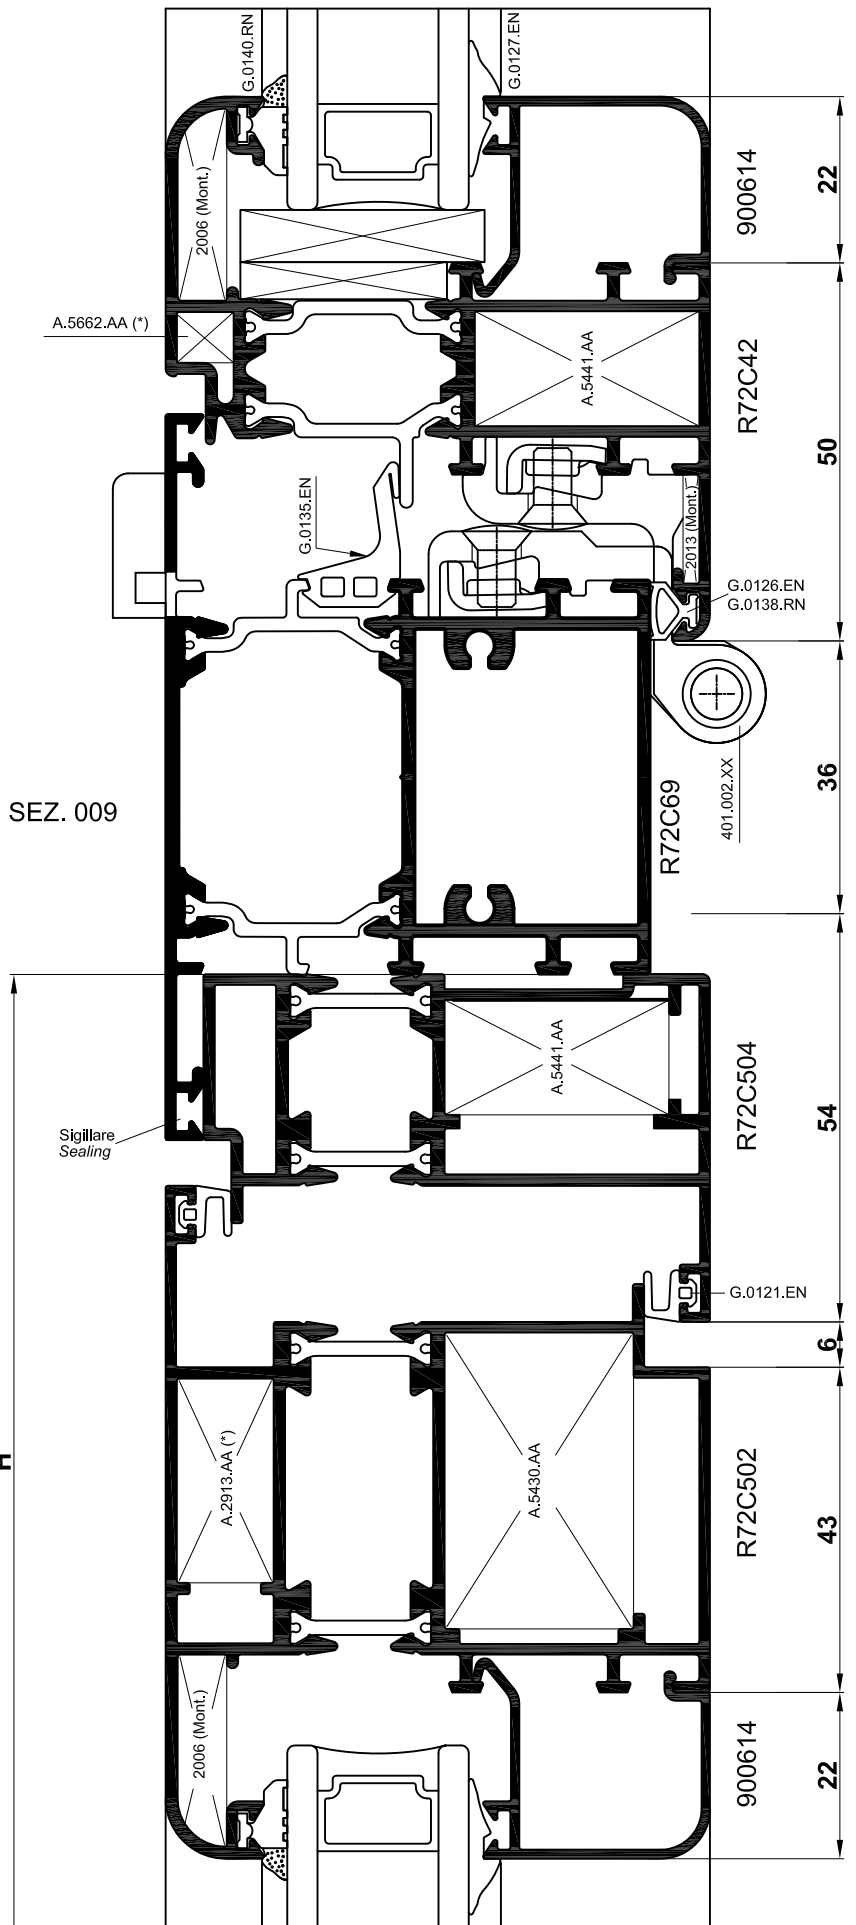 G.0140.RN
G.0127.EN
22
900614
2006 (Mont.)
A.5662.AA (*)
A.5441.AA
R72C42
50
G.0135.EN
2013 (Mont.)
G.0126.EN
G.0138.RN
36
401.002.XX
R72C69
SEZ. 009
A.5441.AA
R72C504
54
Sigillare
Sealing
G.0121.EN
6
A.2913.AA (*)
A.5430.AA
R72C502
43
H
2006 (Mont.)
900614
22